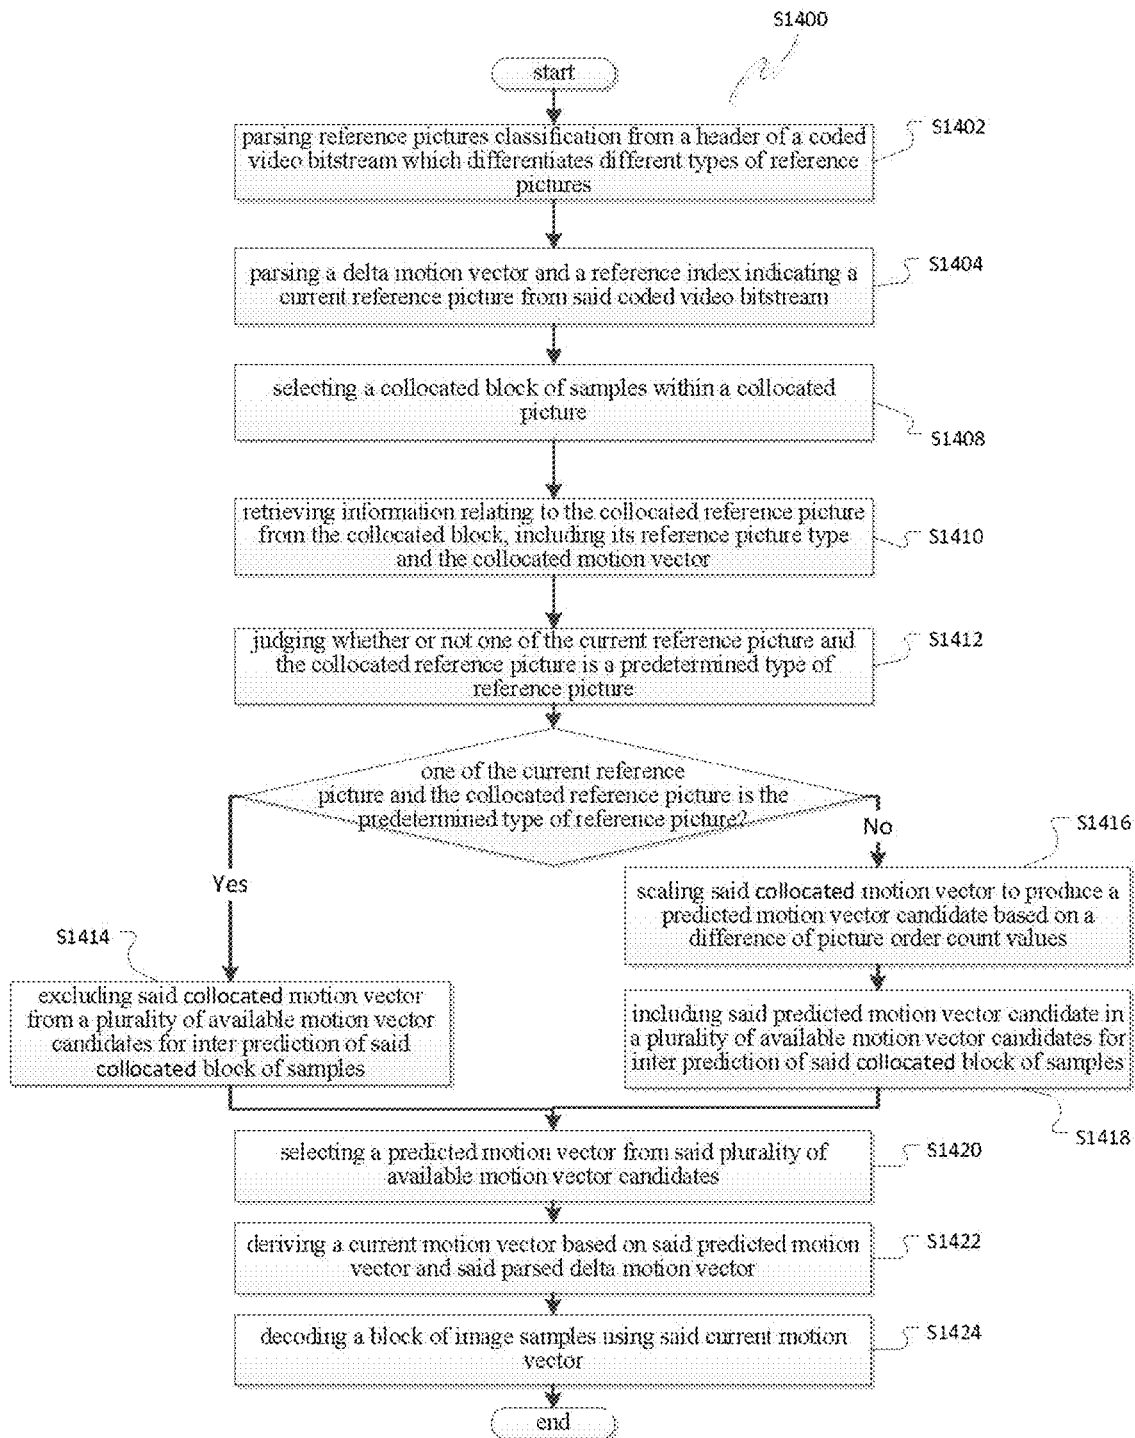 S1400
start
parsing reference pictures classification from a header of a coded
video bitstream which differentiates different types of reference
pictures
S1402
parsing a delta motion vector and a reference index indicating a
current reference picture from said coded video bitstream
S1404
selecting a collocated block of samples within a collocated
picture
S1408
retrieving information relating to the collocated reference picture
from the collocated block, including its reference picture type
and the collocated motion vector
S1410
judging whether or not one of the current reference picture and
the collocated reference picture is a predetermined type of
reference picture
S1412
one of the current reference
picture and the collocated reference picture is the
predetermined type of reference picture?
Yes
No
S1416
scaling said collocated motion vector to produce a
predicted motion vector candidate based on a
difference of picture order count values
S1414
excluding said collocated motion vector
from a plurality of available motion vector
candidates for inter prediction of said
collocated block of samples
including said predicted motion vector candidate in
a plurality of available motion vector candidates for
inter prediction of said collocated block of samples
S1418
selecting a predicted motion vector from said plurality of
available motion vector candidates
S1420
deriving a current motion vector based on said predicted motion
vector and said parsed delta motion vector
S1422
decoding a block of image samples using said current motion
vector
S1424
end